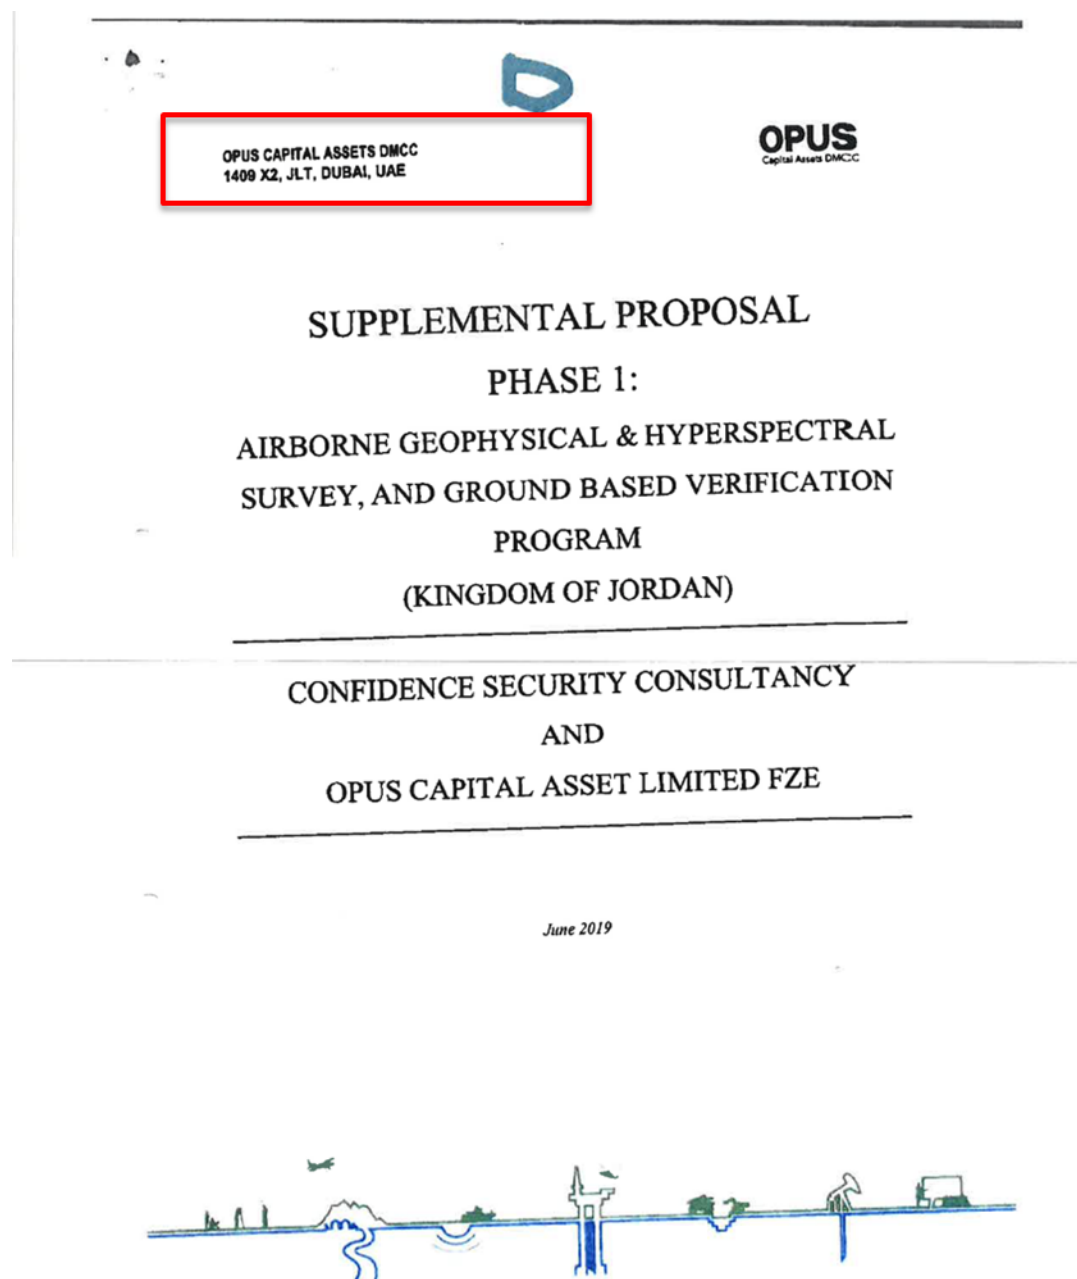 D
OPUS CAPITAL ASSETS DMCC
1409 X2, JLT, DUBAI, UAE
OPUS
Capital Assets DMCC
SUPPLEMENTAL PROPOSAL
PHASE 1:
AIRBORNE GEOPHYSICAL & HYPERSPECTRAL
SURVEY, AND GROUND BASED VERIFICATION
PROGRAM
(KINGDOM OF JORDAN)
CONFIDENCE SECURITY CONSULTANCY
AND
OPUS CAPITAL ASSET LIMITED FZE
June 2019